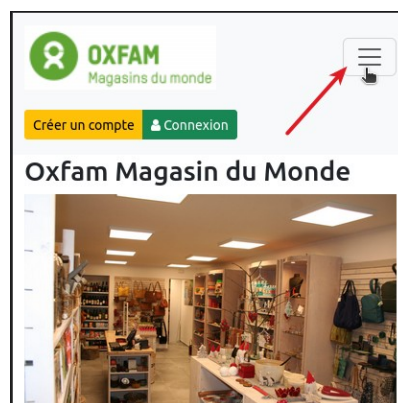 OXFAM
Magasins du monde
Créer un compte
Connexion
Oxfam Magasin du Monde